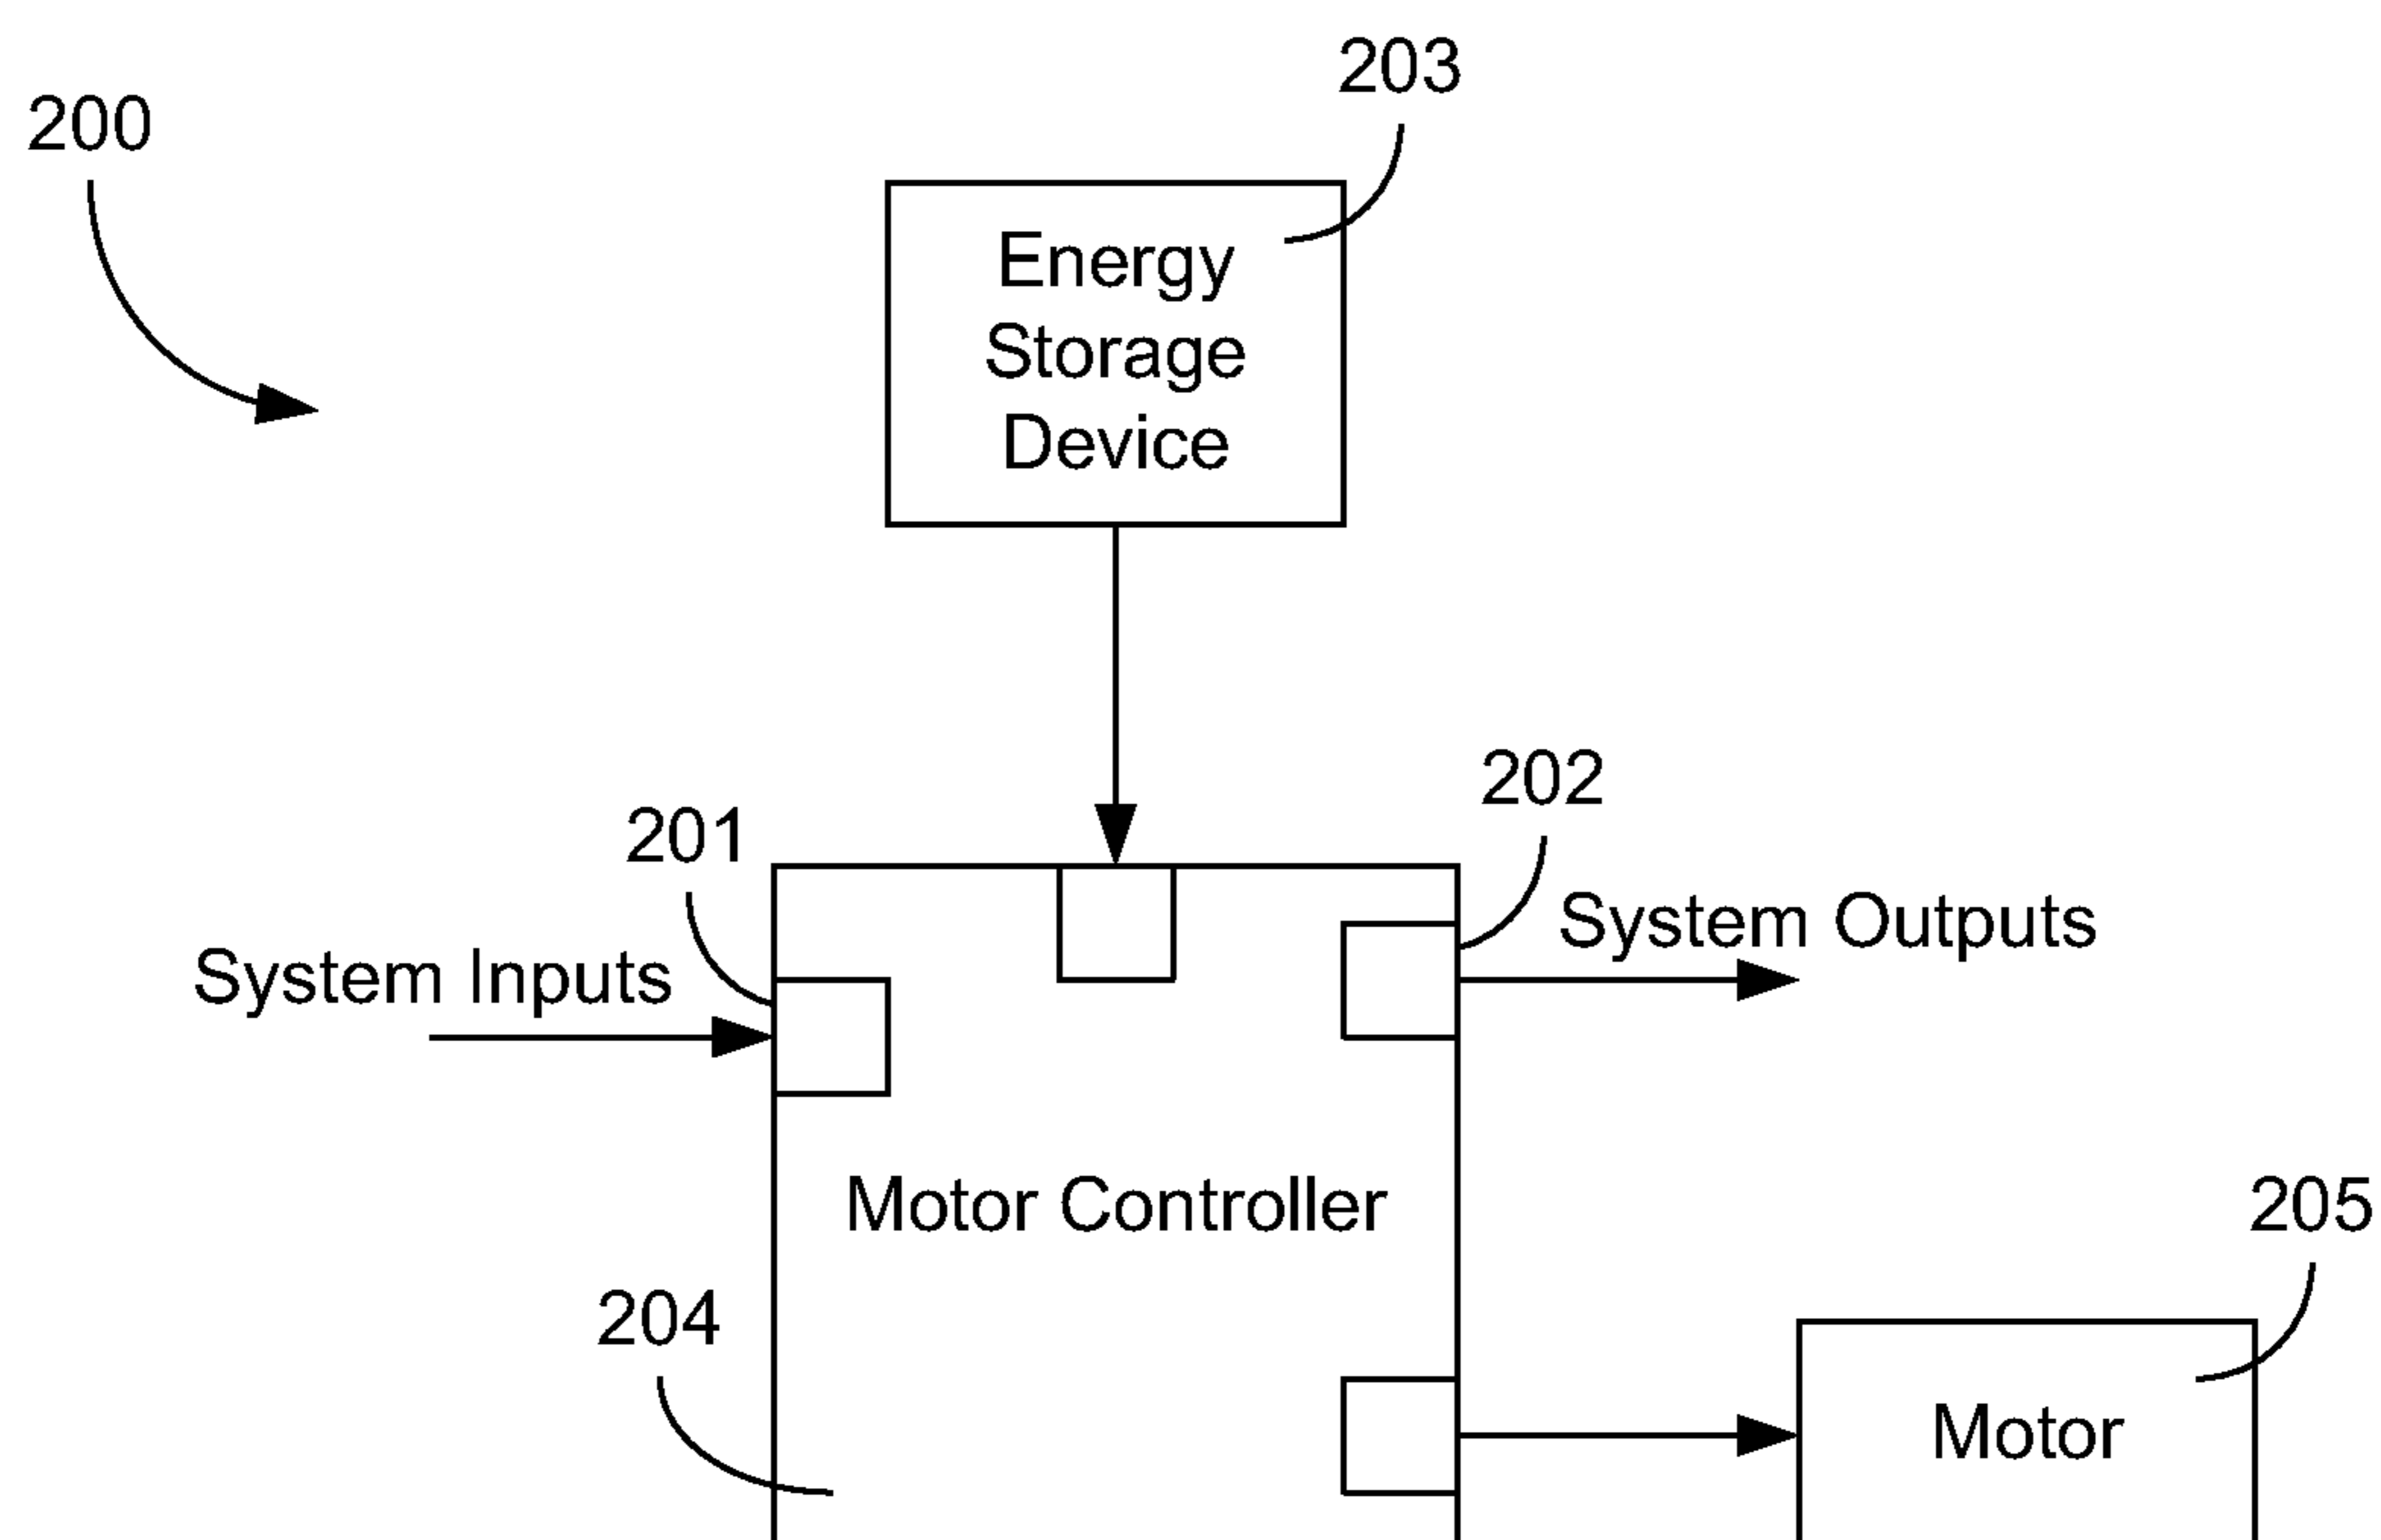 203
200
Energy
Storage
Device
202
201
System Outputs
System Inputs
Motor Controller
205
204
Motor